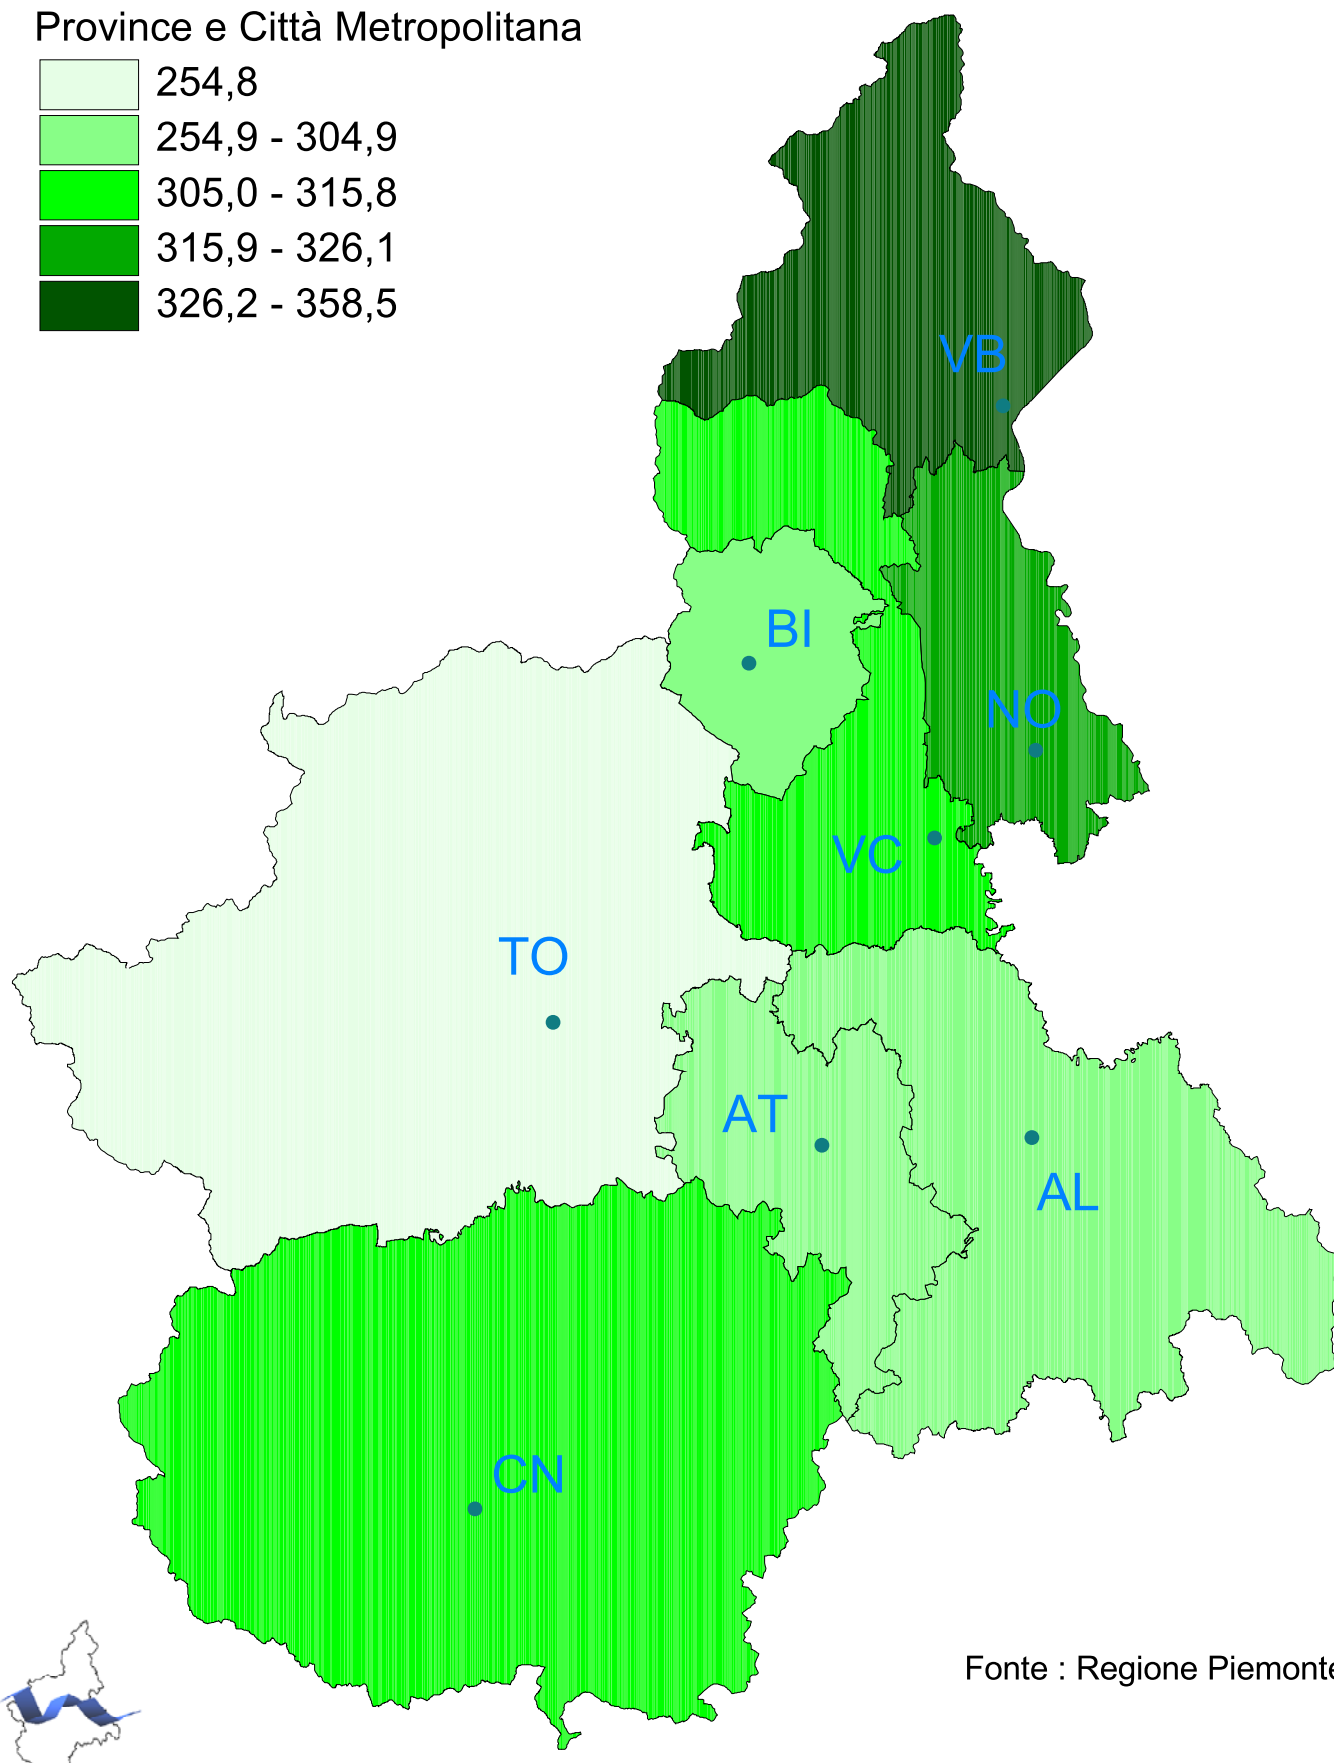 Province e Città Metropolitana
254,8
254,9 - 304,9
305,0 - 315,8
315,9 - 326,1
326,2 - 358,5
VB
BI
NO
VC
TO
AT
AL
CN
Fonte : Regione Piemonte